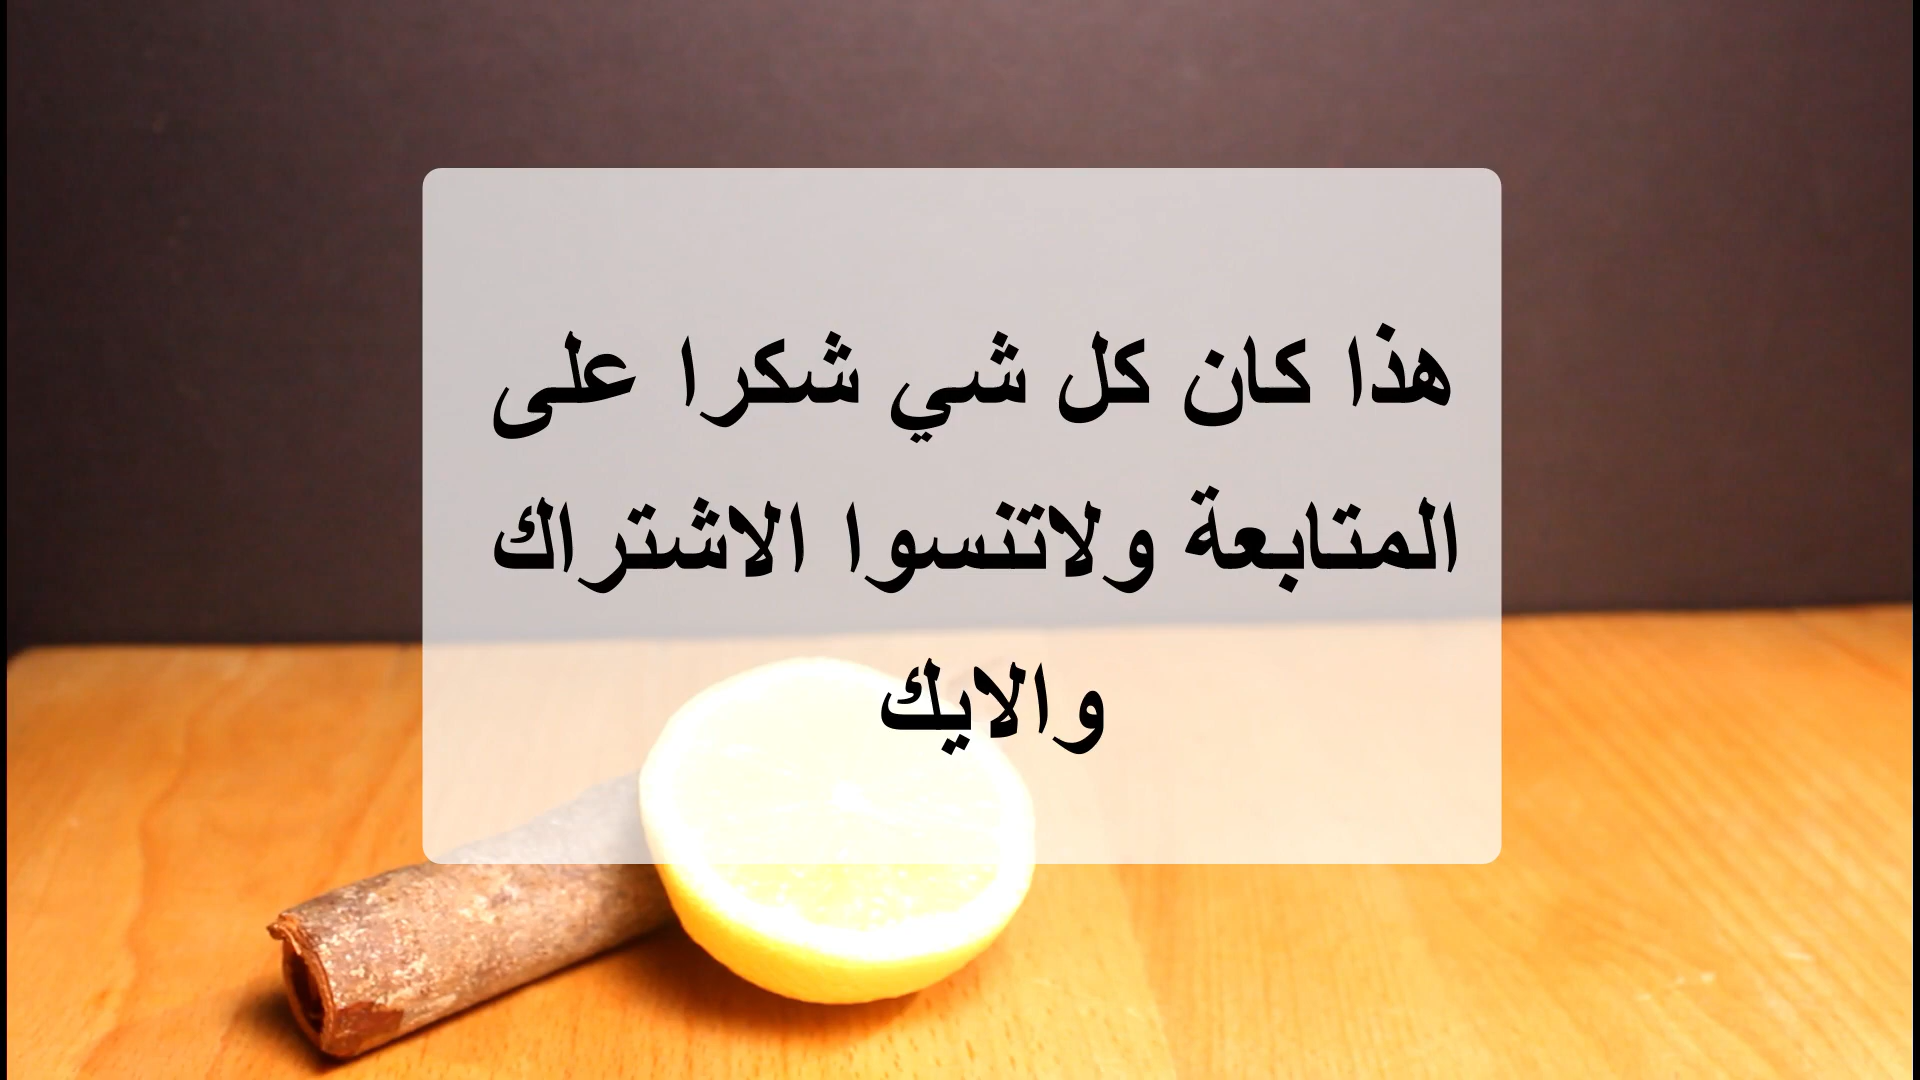 هذا كان كل شي شكرا على
المتابعة ولاتنسوا الاشتراك
والايك